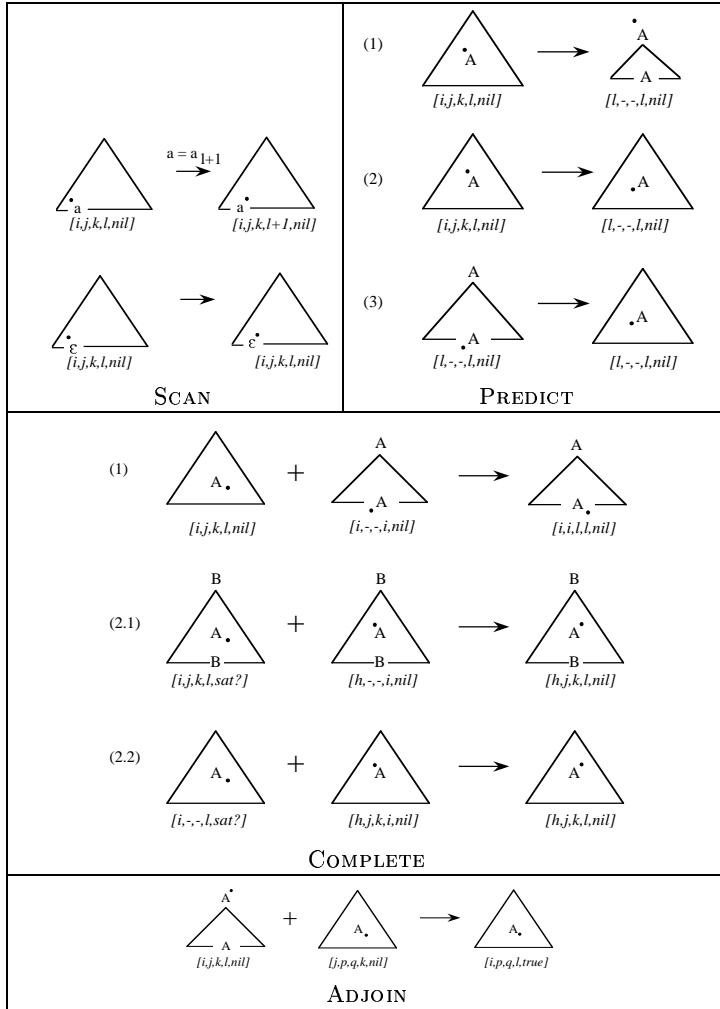 a = a l+1
a a
[i,j,k,l,nil] [i,j,k,l+1,nil]
ε ε
[i,j,k,l,nil] [i,j,k,l,nil]
SCAN
(1) A A
A
[i,j,k,l,nil] [l,-,-,l,nil]
(2) A A
[i,j,k,l,nil] [l,-,-,l,nil]
A
(3) A A
[l,-,-,l,nil] [l,-,-,l,nil]
PREDICT
A A
(1) A + A A
[i,j,k,l,nil] [i,-,-,i,nil] [i,i,l,l,nil]
B B B
(2.1) A + A A
B B B
[i,j,k,l,sat?] [h,-,-,i,nil] [h,j,k,l,nil]
(2.2) A + A A
[i,-,-,l,sat?] [h,j,k,i,nil] [h,j,k,l,nil]
COMPLETE
A + A A
A
[i,j,k,l,nil] [j,p,q,k,nil] [i,p,q,l,true]
ADJOIN